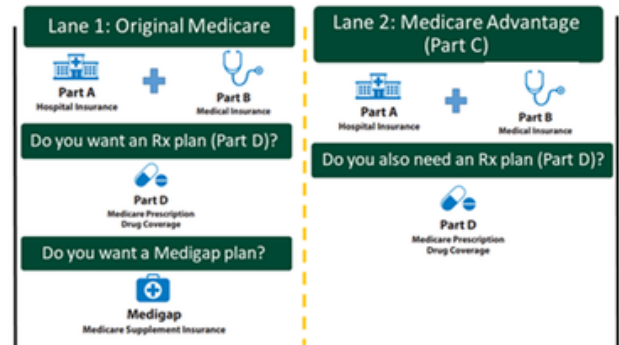 Lane 1: Original Medicare
Part A
Hospital Insurance
Part B
Medical Insurance
Do you want an Rx plan (Part D)?
Part D
Medicare Prescription
Drug Coverage
Do you want a Medigap plan?
Medigap
Medicare Supplement Insurance
Lane 2: Medicare Advantage
(Part C)
Part A
Hospital Insurance
Part B
Medical Insurance
Do you also need an Rx plan (Part D)?
Part D
Medicare Prescription
Drug Coverage